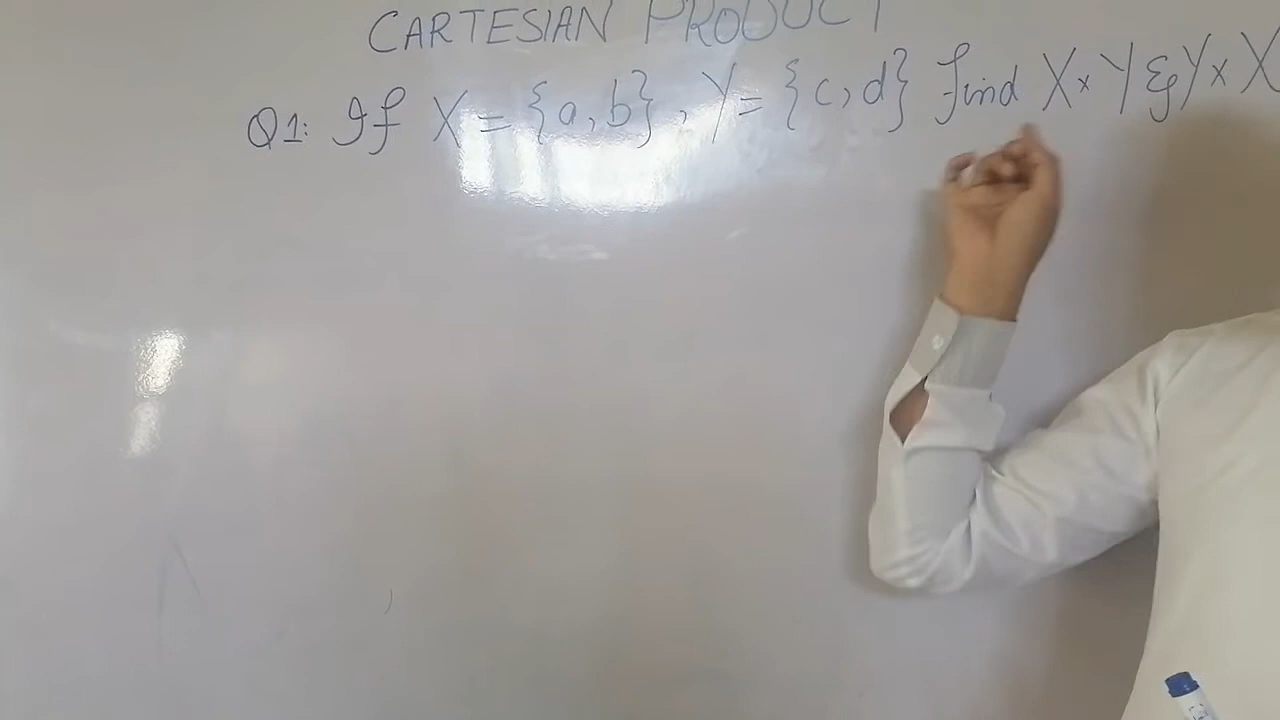 CARTESIAN PRODUCT
Q1: If X = {a, b}, Y = {c, d} find X × Y & Y × X